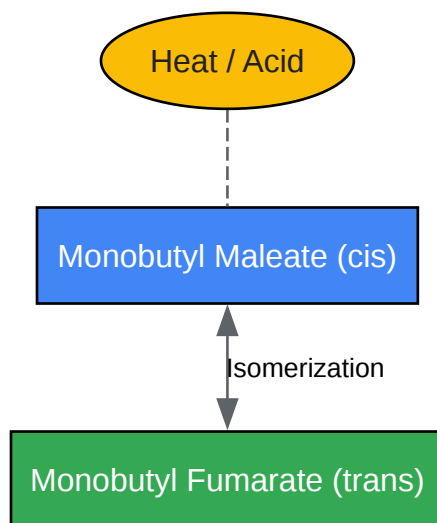 Heat / Acid
Monobutyl Maleate (cis)
Isomerization
Monobutyl Fumarate (trans)